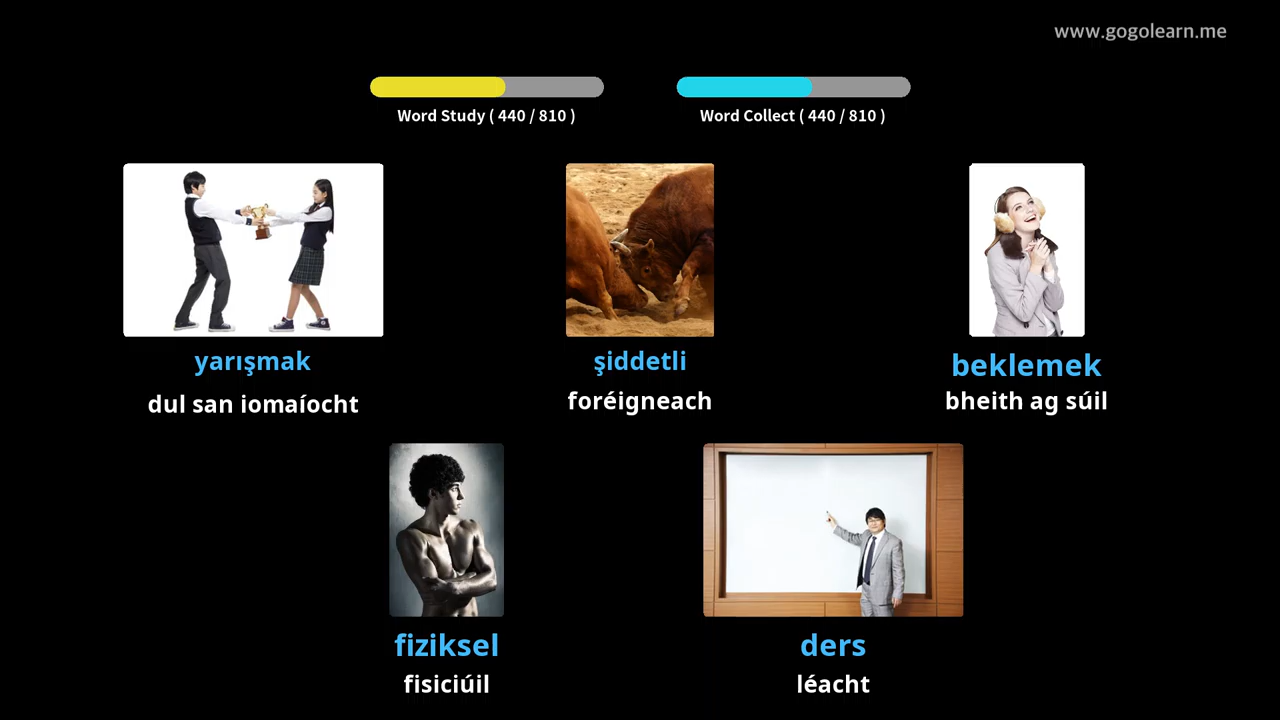 www.gogolearn.me
Word Study ( 440 / 810 )
Word Collect ( 440 / 810 )
yarışmak
dul san iomaíocht
şiddetli
foréigneach
beklemek
bheith ag súil
fiziksel
fisiciúil
ders
léacht